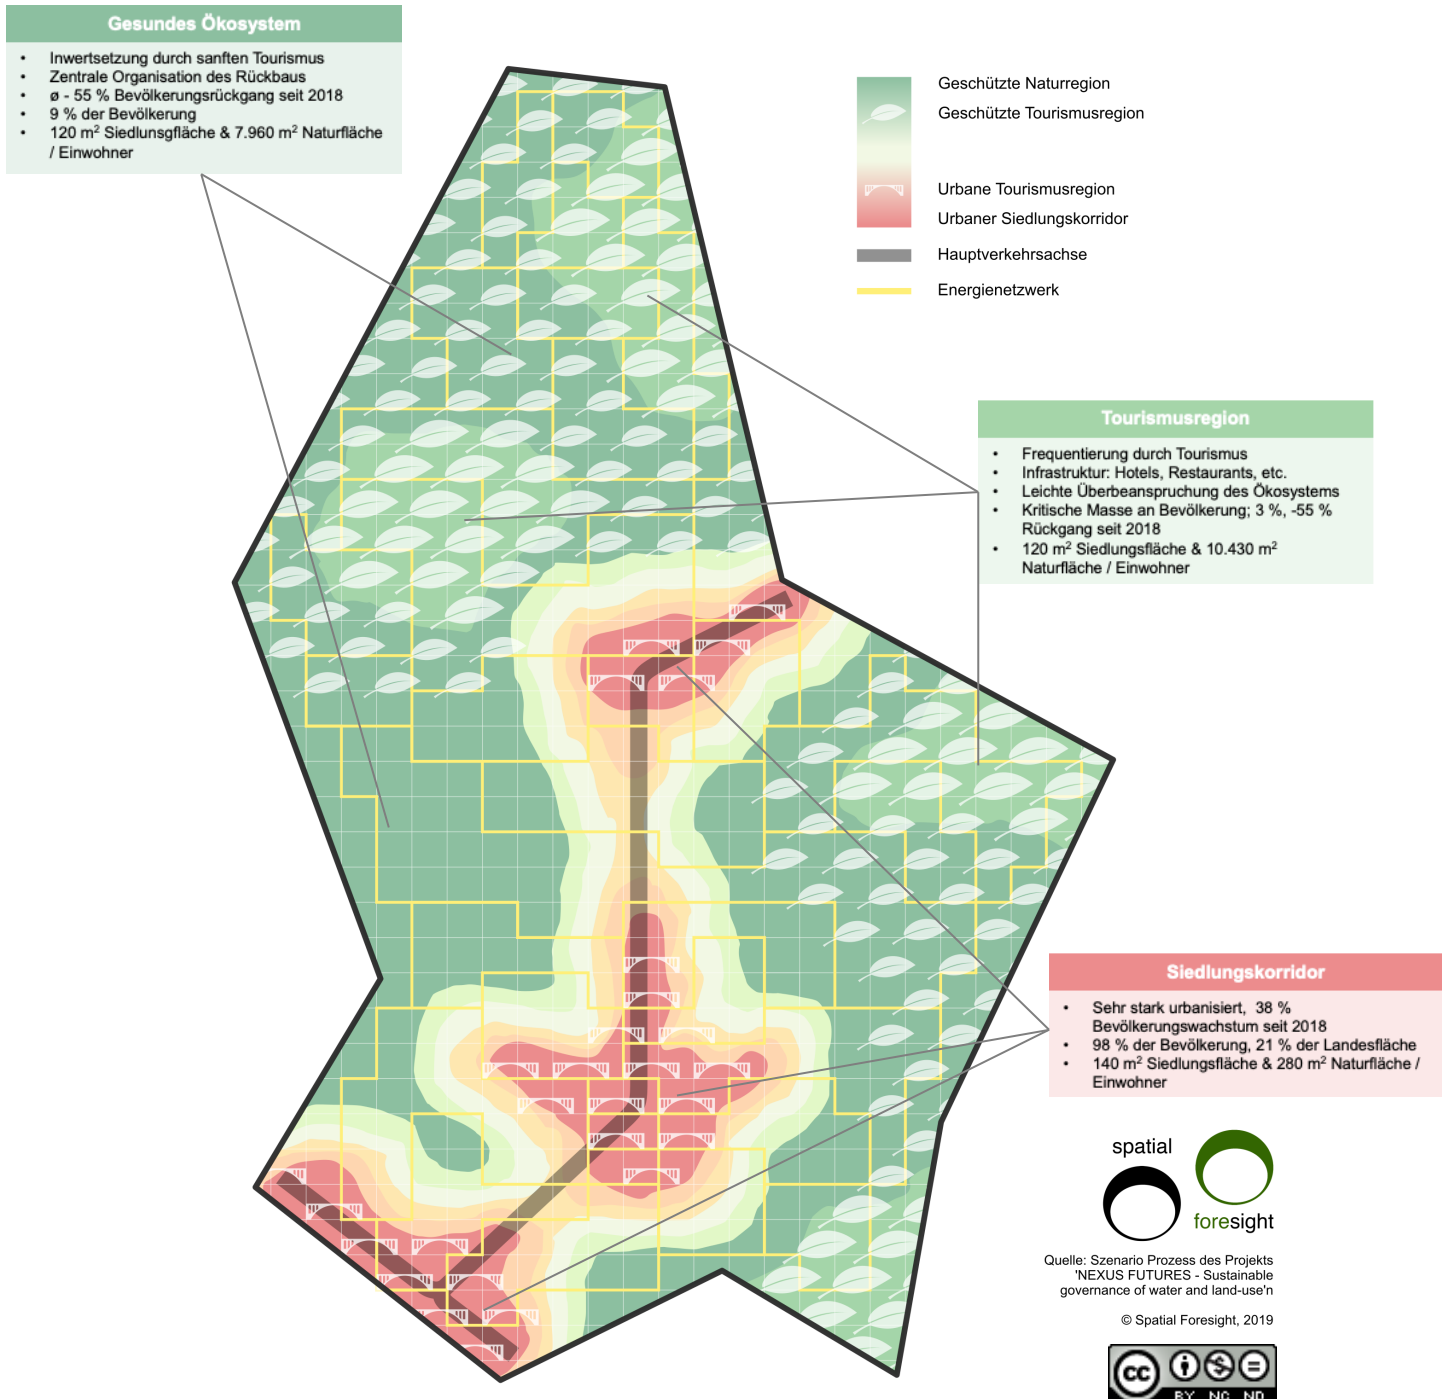 Gesundes Ökosystem
• Inwertsetzung durch sanften Tourismus
• Zentrale Organisation des Rückbaus
• ø - 55 % Bevölkerungsrückgang seit 2018
• 9 % der Bevölkerung
• 120 m² Siedlunsgfläche & 7.960 m² Naturfläche
/ Einwohner
Geschützte Naturregion
Geschützte Tourismusregion
Urbane Tourismusregion
Urbaner Siedlungskorridor
Hauptverkehrsachse
Energienetzwerk
Tourismusregion
• Frequentierung durch Tourismus
• Infrastruktur: Hotels, Restaurants, etc.
• Leichte Überbeanspruchung des Ökosystems
• Kritische Masse an Bevölkerung; 3 %, -55 %
Rückgang seit 2018
• 120 m² Siedlungsfläche & 10.430 m²
Naturfläche / Einwohner
Siedlungskorridor
• Sehr stark urbanisiert, 38 %
Bevölkerungswachstum seit 2018
• 98 % der Bevölkerung, 21 % der Landesfläche
• 140 m² Siedlungsfläche & 280 m² Naturfläche /
Einwohner
spatial
foresight
Quelle: Szenario Prozess des Projekts
'NEXUS FUTURES - Sustainable
governance of water and land-use'n
© Spatial Foresight, 2019
cc
BY NC ND